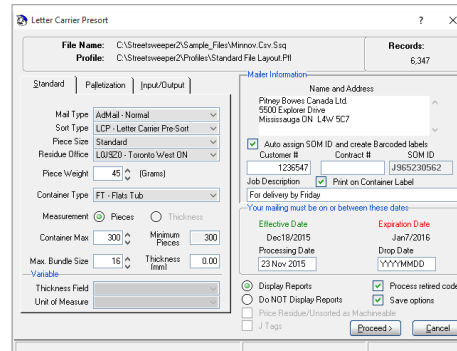 Letter Carrier Presort ? ×
File Name: C:\Streetsweeper2\Sample_Files\Minnov.Csv.Ssq
Profile: C:\Streetsweeper2\Profiles\Standard File Layout.Pfl
Records:
6,347
Standard Palletization Input/Output
Mail Type AdMail - Normal
Sort Type LCP - Letter Carrier Pre-Sort
Piece Size Standard
Residue Office L0J9Z0 - Toronto West ON
Piece Weight 45 (Grams)
Container Type FT - Flats Tub
Measurement Pieces Thickness
Container Max 300 Minimum Pieces 300
Max. Bundle Size 16 Thickness (mm) 0.00
Variable
Thickness Field
Unit of Measure
Mailer Information
Name and Address
Pitney Bowes Canada Ltd.
5500 Explorer Drive
Mississauga ON L4W 5C7
Auto assign SOM ID and create Barcoded labels
Customer # Contract # SOM ID
1236547 J965230562
Job Description Print on Container Label
For delivery by Friday
Your mailing must be on or between these dates
Effective Date Expiration Date
Dec18/2015 Jan7/2016
Processing Date Drop Date
23 Nov 2015 YYYYMMDD
Display Reports Process retired code
Do NOT Display Reports Save options
Price Residue/Unsorted as Machineable
J Tags
Proceed > Cancel